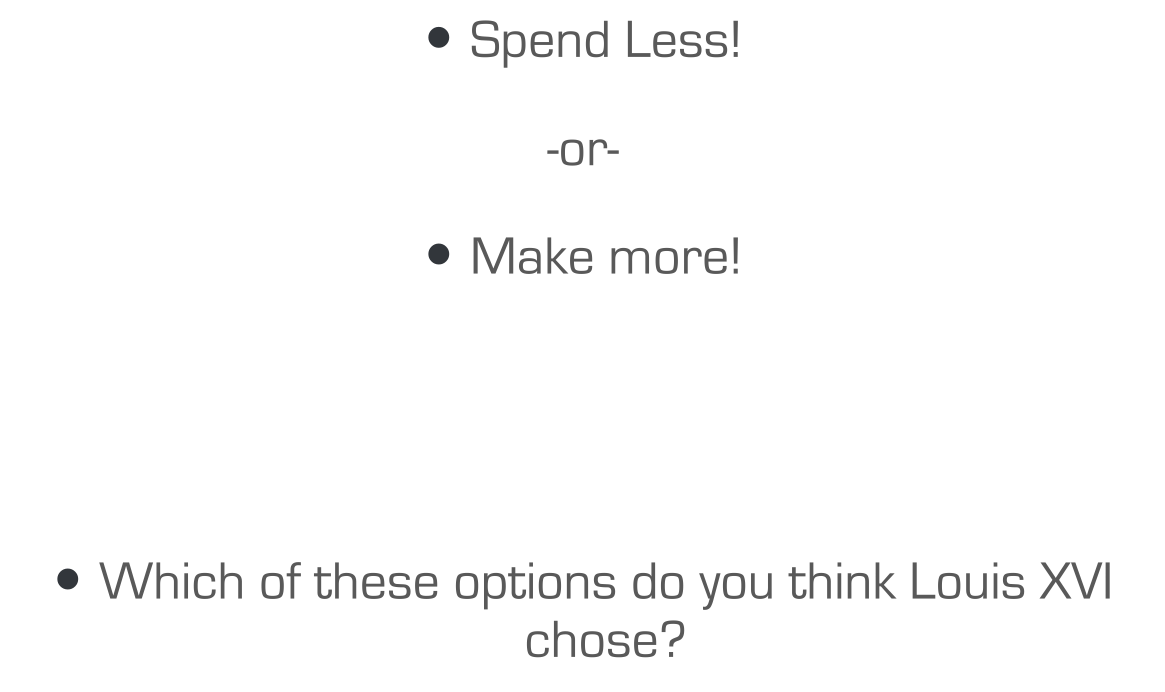 • Spend Less!
-or-
• Make more!
• Which of these options do you think Louis XVI
chose?